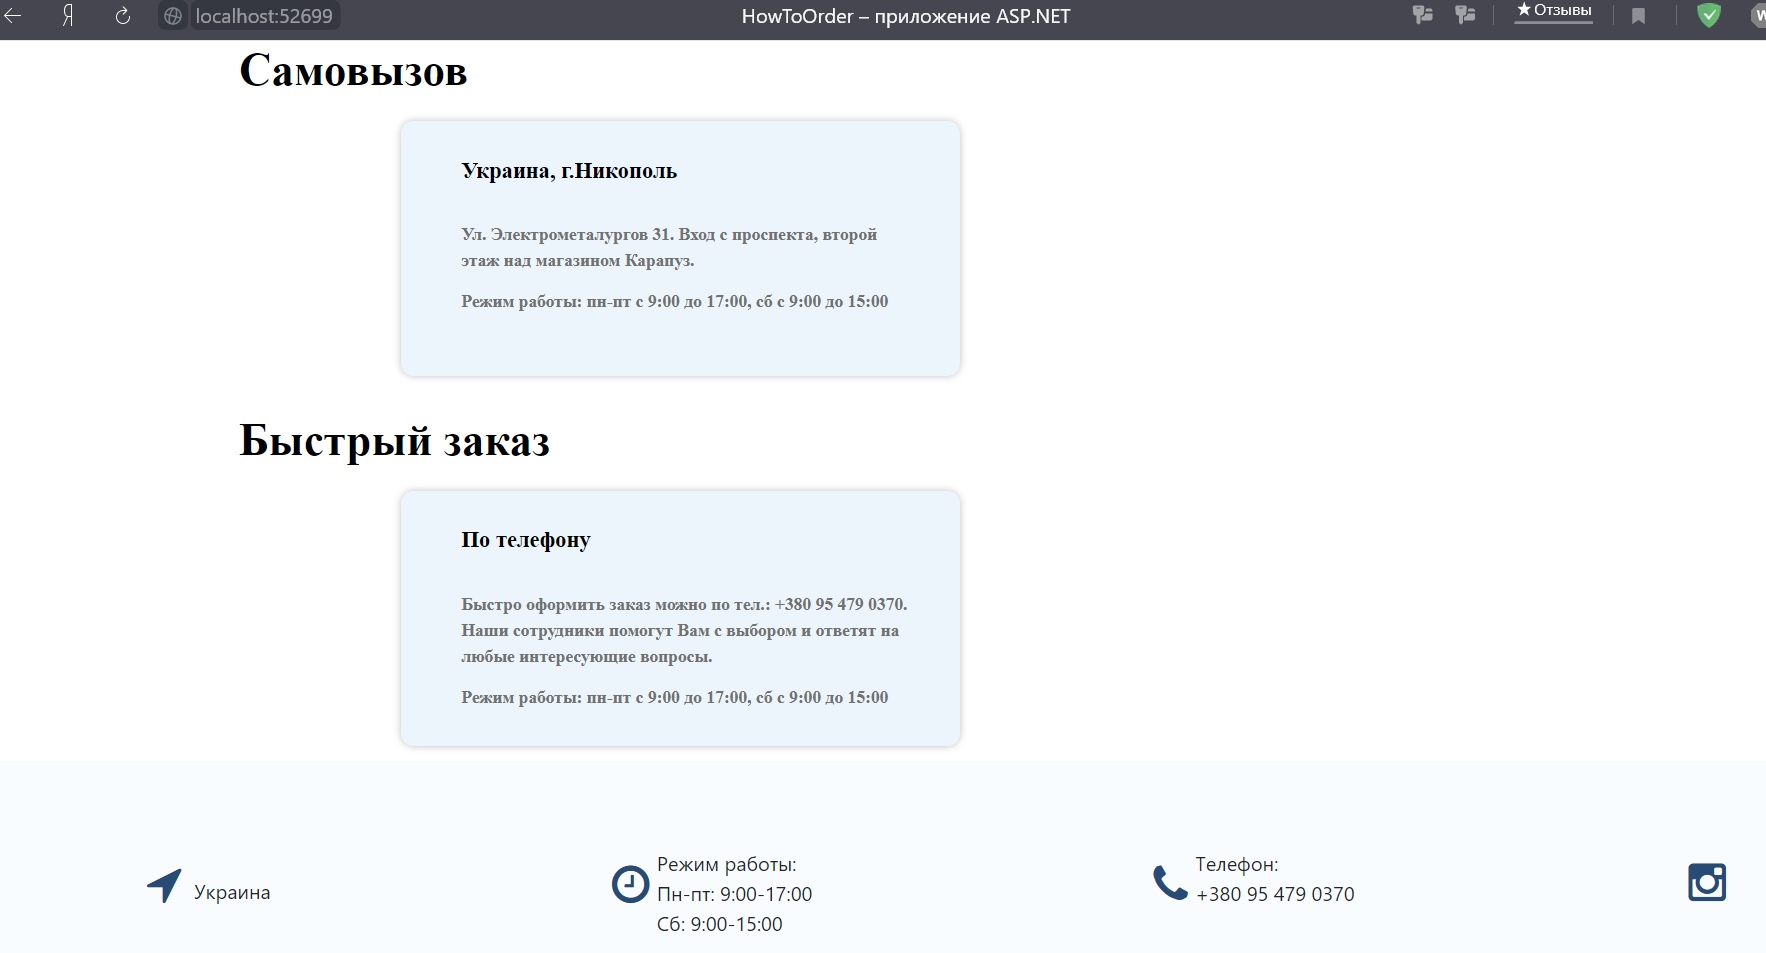 Я
localhost:52699
HowToOrder – приложение ASP.NET
★ Отзывы
Самовызов
Украина, г.Никополь
Ул. Электрометалургов 31. Вход с проспекта, второй
этаж над магазином Карапуз.
Режим работы: пн-пт с 9:00 до 17:00, сб с 9:00 до 15:00
Быстрый заказ
По телефону
Быстро оформить заказ можно по тел.: +380 95 479 0370.
Наши сотрудники помогут Вам с выбором и ответят на
любые интересующие вопросы.
Режим работы: пн-пт с 9:00 до 17:00, сб с 9:00 до 15:00
Украина
Режим работы:
Пн-пт: 9:00-17:00
Сб: 9:00-15:00
Телефон:
+380 95 479 0370